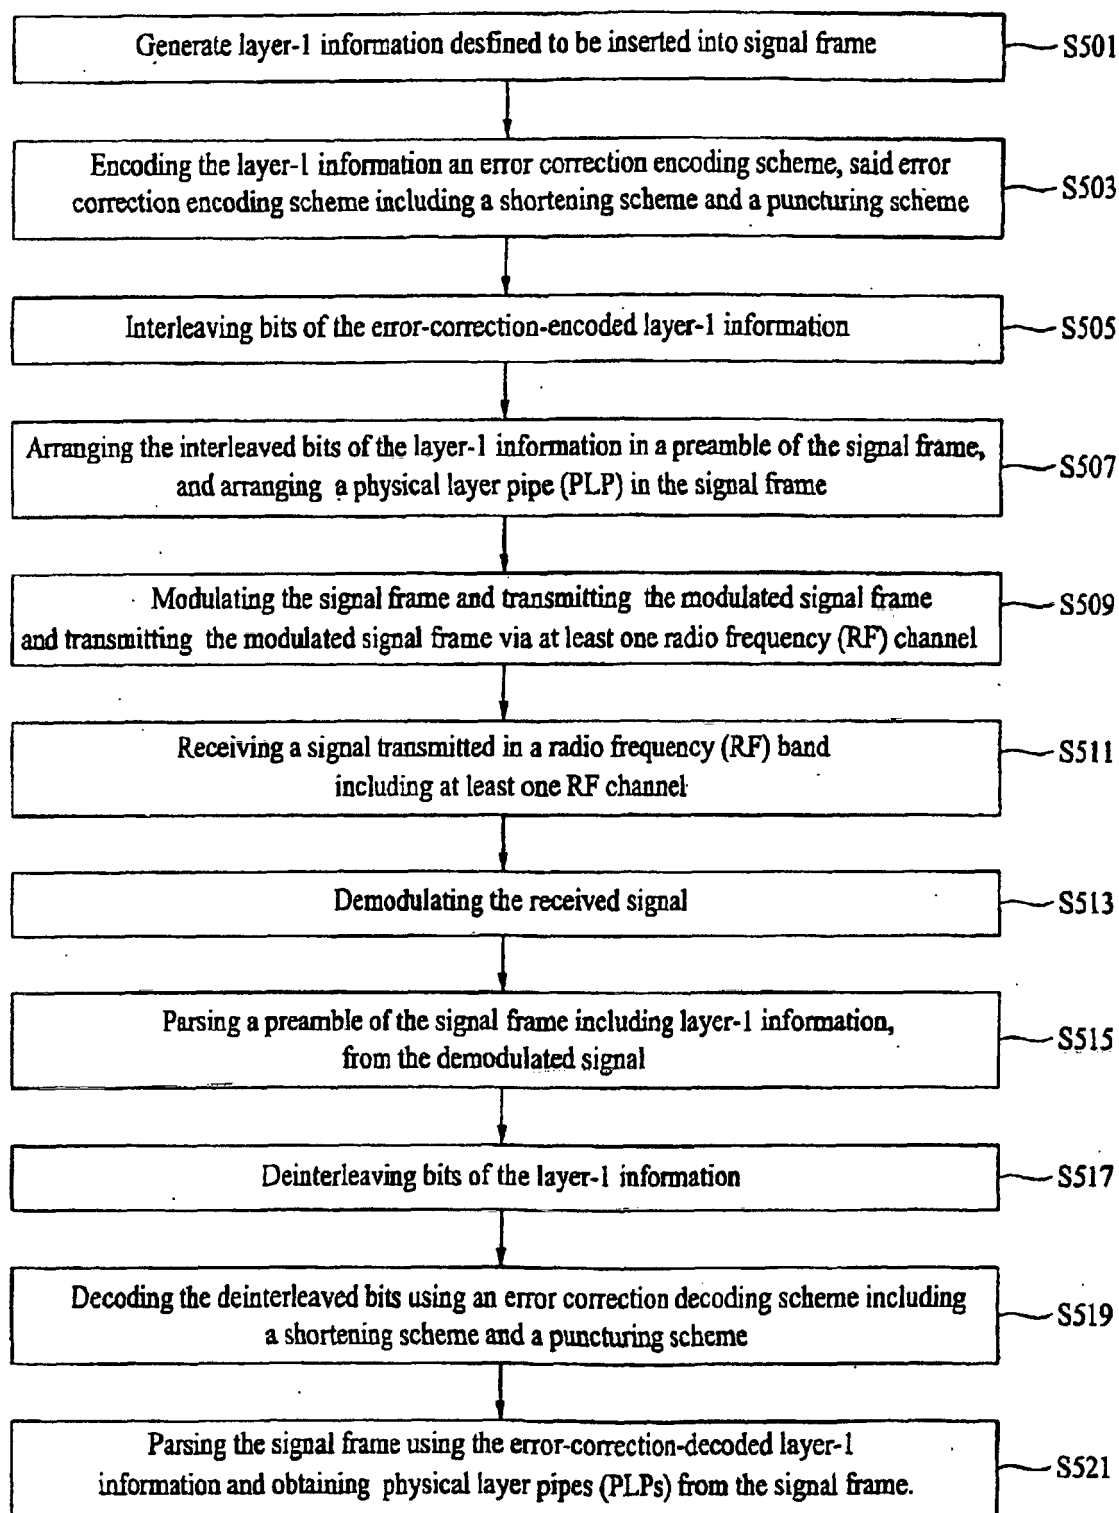 Generate layer-1 information desfined to be inserted into signal frame
S501
Encoding the layer-1 information an error correction encoding scheme, said error
correction encoding scheme including a shortening scheme and a puncturing scheme
S503
Interleaving bits of the error-correction-encoded layer-1 information
S505
Arranging the interleaved bits of the layer-1 information in a preamble of the signal frame,
and arranging a physical layer pipe (PLP) in the signal frame
S507
Modulating the signal frame and transmitting the modulated signal frame
and transmitting the modulated signal frame via at least one radio frequency (RF) channel
S509
Receiving a signal transmitted in a radio frequency (RF) band
including at least one RF channel
S511
Demodulating the received signal
S513
Parsing a preamble of the signal frame including layer-1 information,
from the demodulated signal
S515
Deinterleaving bits of the layer-1 information
S517
Decoding the deinterleaved bits using an error correction decoding scheme including
a shortening scheme and a puncturing scheme
S519
Parsing the signal frame using the error-correction-decoded layer-1
information and obtaining physical layer pipes (PLPs) from the signal frame.
S521